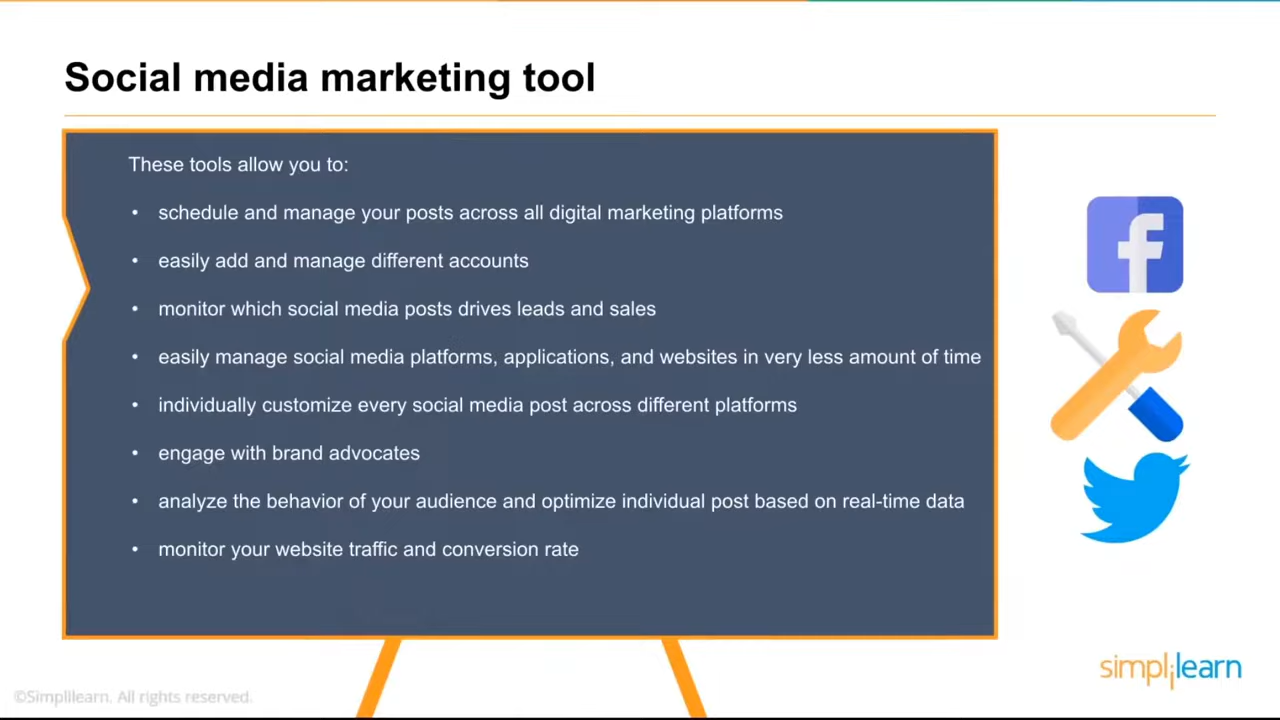 Social media marketing tool
These tools allow you to:
• schedule and manage your posts across all digital marketing platforms
• easily add and manage different accounts
• monitor which social media posts drives leads and sales
• easily manage social media platforms, applications, and websites in very less amount of time
• individually customize every social media post across different platforms
• engage with brand advocates
• analyze the behavior of your audience and optimize individual post based on real-time data
• monitor your website traffic and conversion rate
simplilearn
©Simplilearn. All rights reserved.